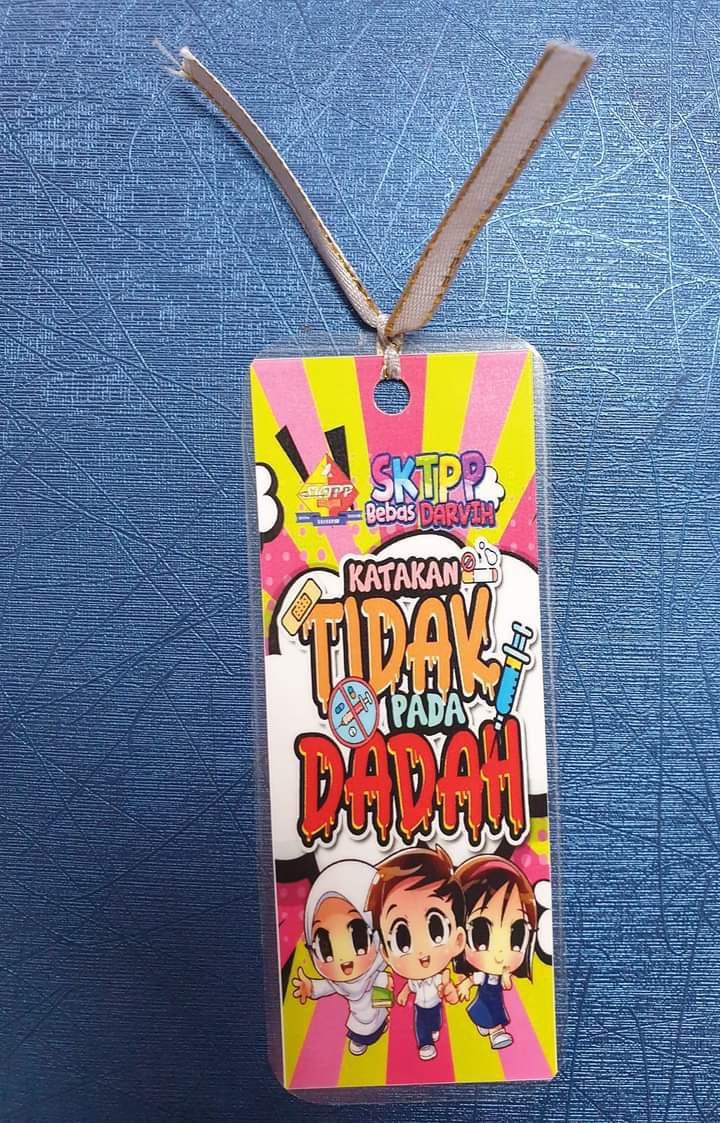 SKTPP
SKTPP
Bebas DARVIH
KATAKAN
TIDAK
PADA
DADAH